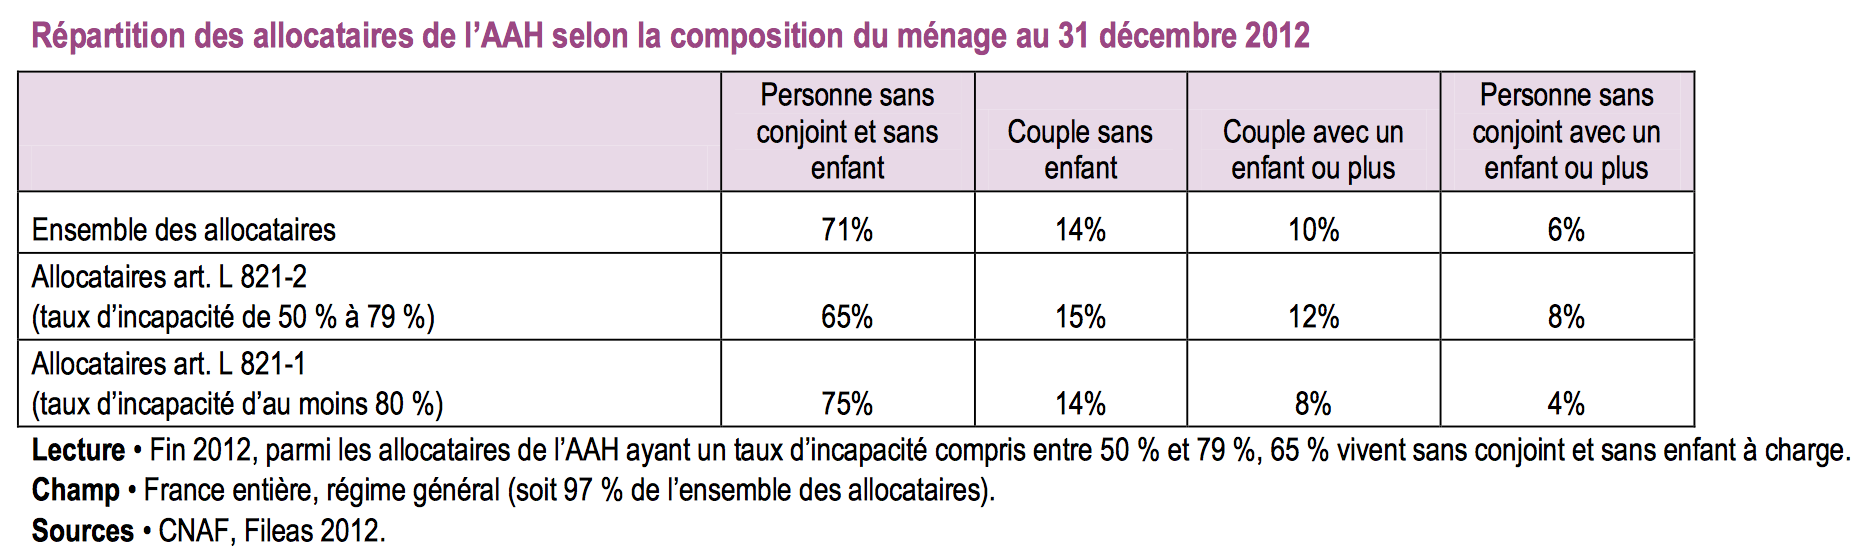 Répartition des allocataires de l’AAH selon la composition du ménage au 31 décembre 2012
Personne sans conjoint et sans enfant
Couple sans enfant
Couple avec un enfant ou plus
Personne sans conjoint avec un enfant ou plus
Ensemble des allocataires 71% 14% 10% 6%
Allocataires art. L 821-2
(taux d’incapacité de 50 % à 79 %) 65% 15% 12% 8%
Allocataires art. L 821-1
(taux d’incapacité d’au moins 80 %) 75% 14% 8% 4%
Lecture • Fin 2012, parmi les allocataires de l’AAH ayant un taux d’incapacité compris entre 50 % et 79 %, 65 % vivent sans conjoint et sans enfant à charge.
Champ • France entière, régime général (soit 97 % de l’ensemble des allocataires).
Sources • CNAF, Fileas 2012.